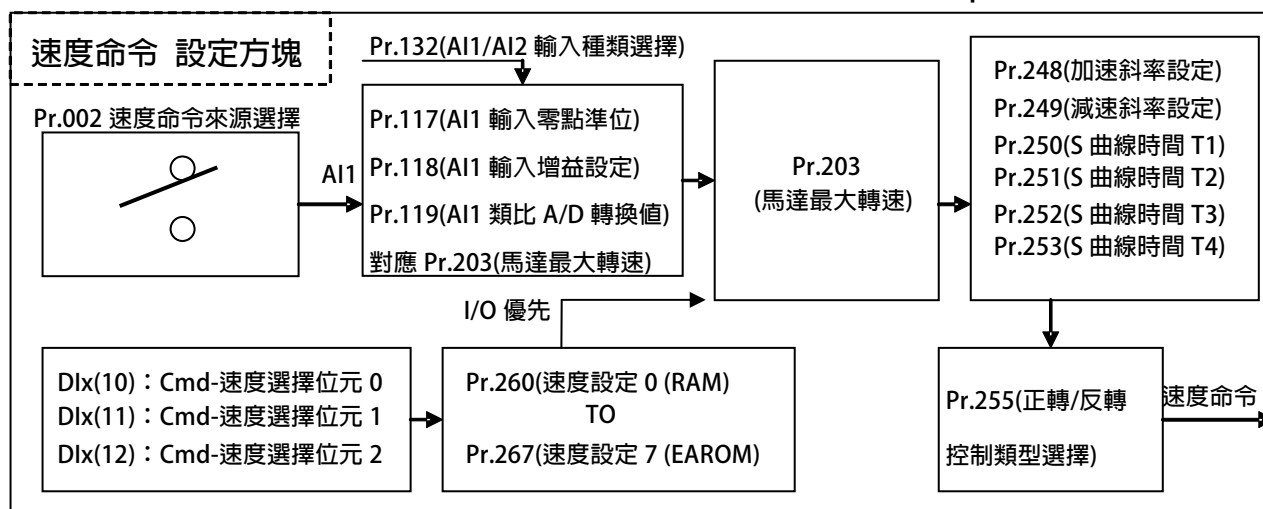 速度命令 設定方塊
Pr.002 速度命令來源選擇
AI1
Pr.132(AI1/AI2 輸入種類選擇)
Pr.117(AI1 輸入零點準位)
Pr.118(AI1 輸入增益設定)
Pr.119(AI1 類比 A/D 轉換值)
對應 Pr.203(馬達最大轉速)
Pr.203
(馬達最大轉速)
Pr.248(加速斜率設定)
Pr.249(減速斜率設定)
Pr.250(S 曲線時間 T1)
Pr.251(S 曲線時間 T2)
Pr.252(S 曲線時間 T3)
Pr.253(S 曲線時間 T4)
I/O 優先
DIx(10)：Cmd-速度選擇位元 0
DIx(11)：Cmd-速度選擇位元 1
DIx(12)：Cmd-速度選擇位元 2
Pr.260(速度設定 0 (RAM)
TO
Pr.267(速度設定 7 (EAROM)
Pr.255(正轉/反轉
控制類型選擇)
速度命令